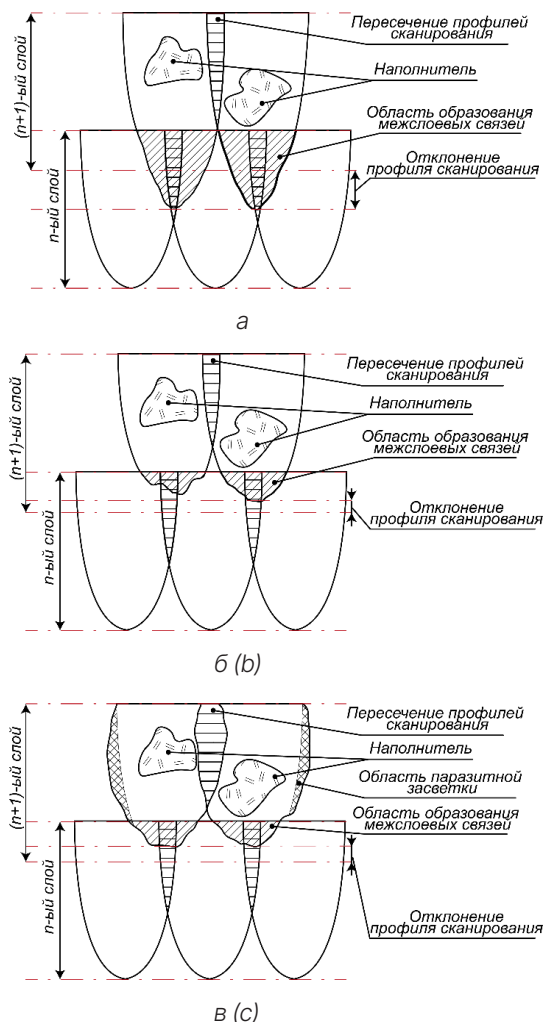 Пересечение профилей
сканирования
Наполнитель
Область образования
межслоевых связей
Отклонение
профиля сканирования
(n+1)-ый слой
n-ый слой
а
Пересечение профилей
сканирования
Наполнитель
Область образования
межслоевых связей
Отклонение
профиля сканирования
(n+1)-ый слой
n-ый слой
б (b)
Пересечение профилей
сканирования
Наполнитель
Область паразитной
засветки
Область образования
межслоевых связей
Отклонение
профиля сканирования
(n+1)-ый слой
n-ый слой
в (c)